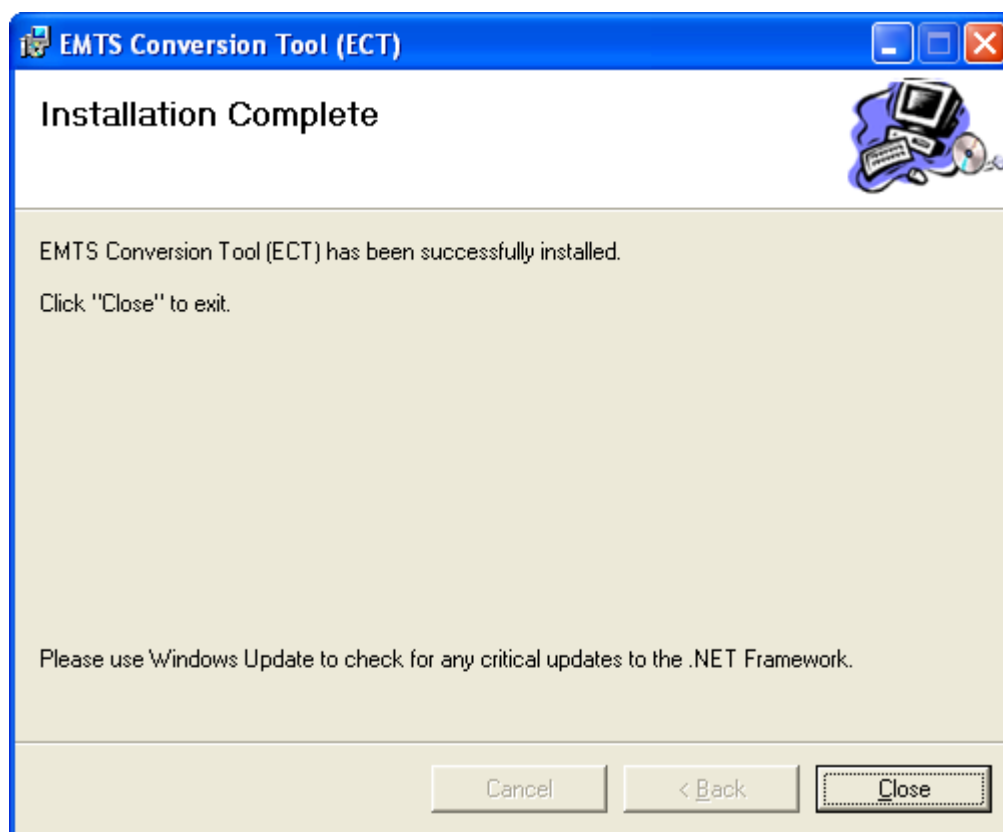 EMTS Conversion Tool (ECT)
Installation Complete
EMTS Conversion Tool (ECT) has been successfully installed.
Click "Close" to exit.
Please use Windows Update to check for any critical updates to the .NET Framework.
Cancel
< Back
Close